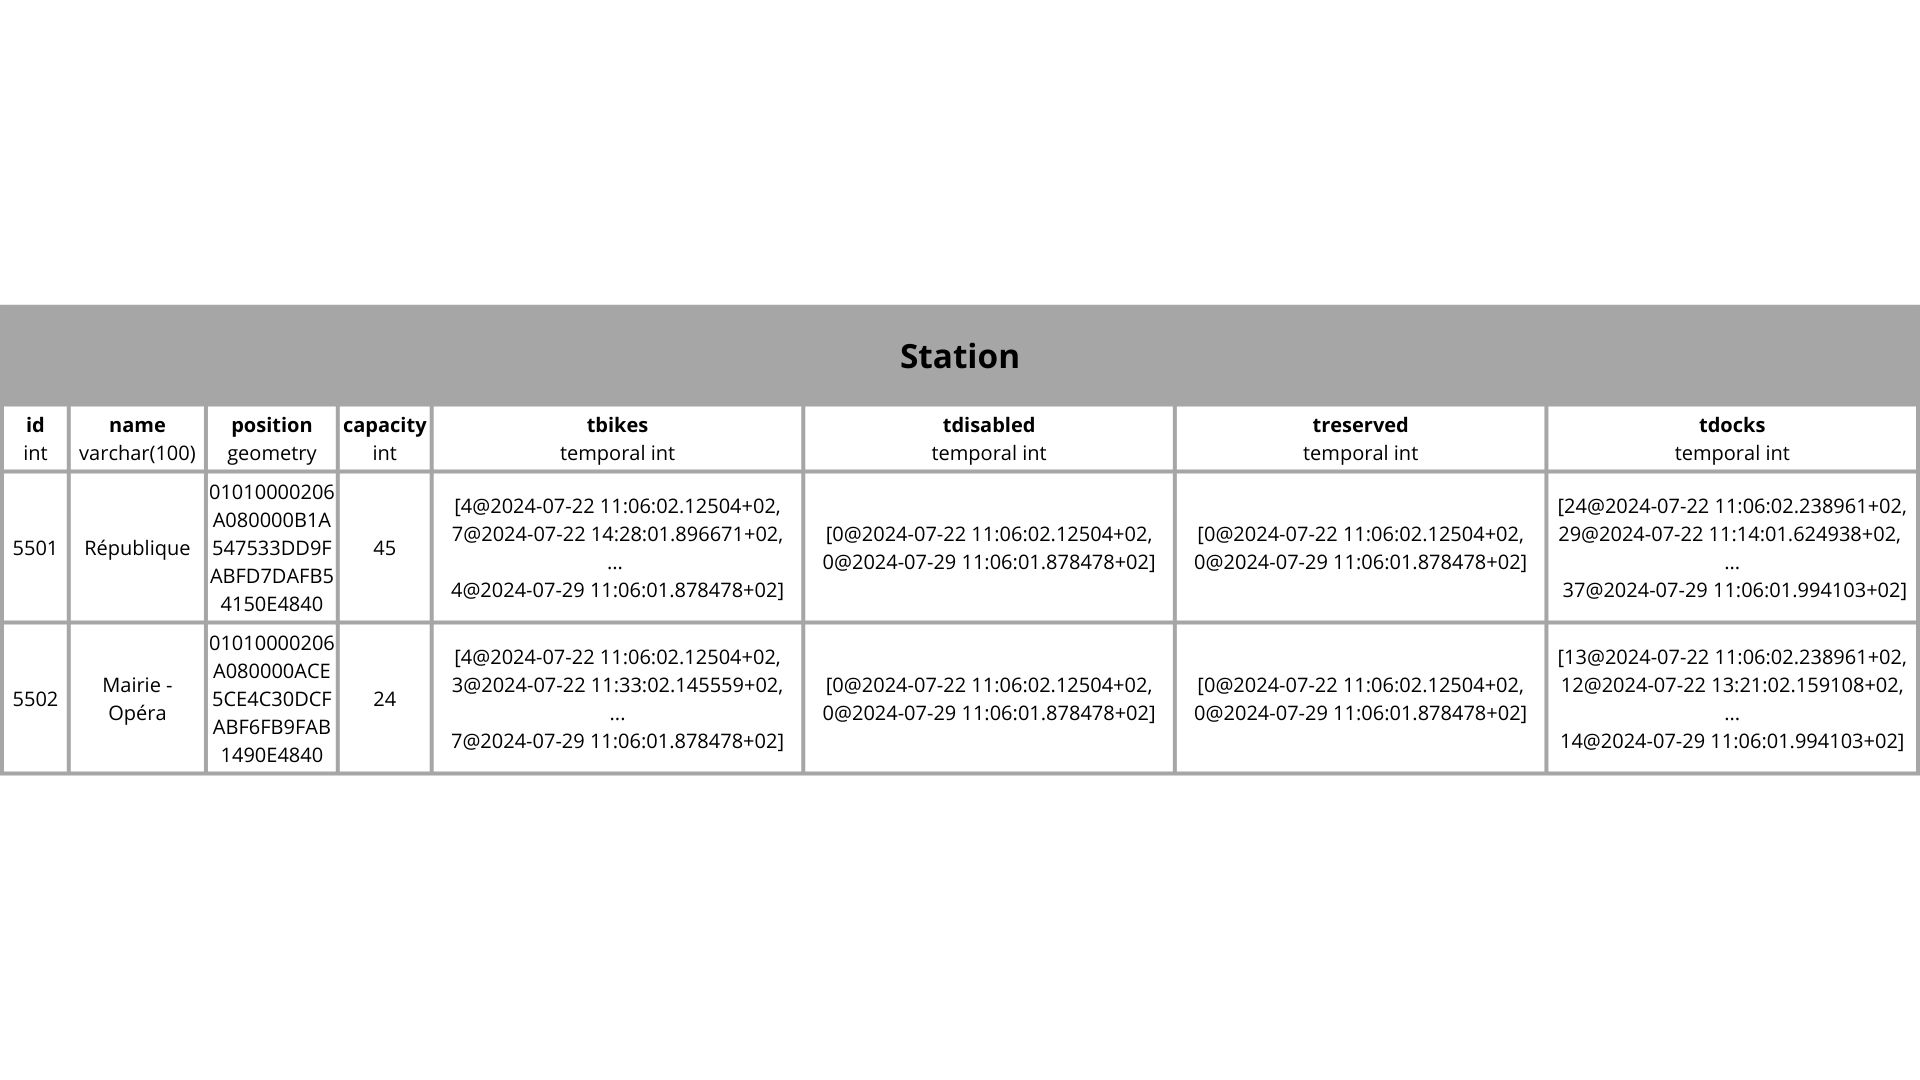 Station
id
int
name
varchar(100)
position
geometry
capacity
int
tbikes
temporal int
tdisabled
temporal int
treserved
temporal int
tdocks
temporal int
5501
République
01010000206
A080000B1A
547533DD9F
ABFD7DAFB5
4150E4840
45
[4@2024-07-22 11:06:02.12504+02,
7@2024-07-22 14:28:01.896671+02,
...
4@2024-07-29 11:06:01.878478+02]
[0@2024-07-22 11:06:02.12504+02,
0@2024-07-29 11:06:01.878478+02]
[0@2024-07-22 11:06:02.12504+02,
0@2024-07-29 11:06:01.878478+02]
[24@2024-07-22 11:06:02.238961+02,
29@2024-07-22 11:14:01.624938+02,
...
37@2024-07-29 11:06:01.994103+02]
5502
Mairie -
Opéra
01010000206
A080000ACE
5CE4C30DCF
ABF6FB9FAB
1490E4840
24
[4@2024-07-22 11:06:02.12504+02,
3@2024-07-22 11:33:02.145559+02,
...
7@2024-07-29 11:06:01.878478+02]
[0@2024-07-22 11:06:02.12504+02,
0@2024-07-29 11:06:01.878478+02]
[0@2024-07-22 11:06:02.12504+02,
0@2024-07-29 11:06:01.878478+02]
[13@2024-07-22 11:06:02.238961+02,
12@2024-07-22 13:21:02.159108+02,
...
14@2024-07-29 11:06:01.994103+02]